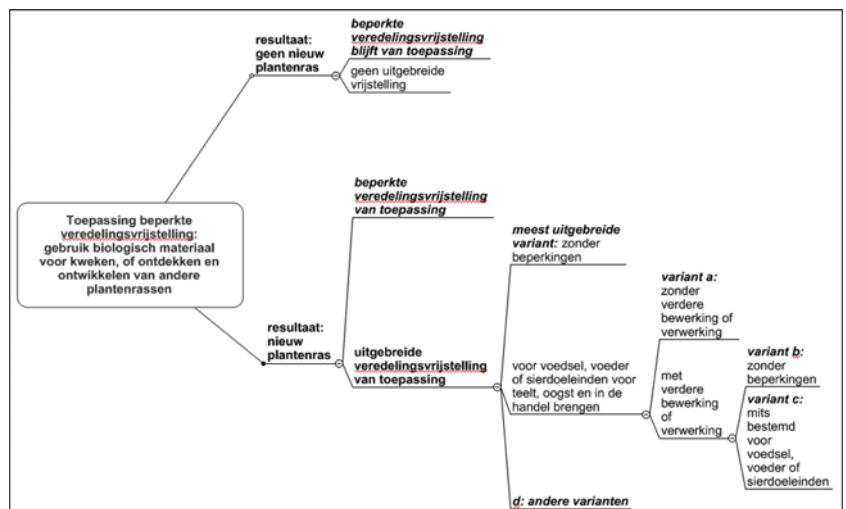 Toepassing beperkte
veredelingsvrijstelling:
gebruik biologisch materiaal
voor kweken, of ontdekken en
ontwikkelen van andere
plantenrassen
resultaat:
geen nieuw
plantenras
beperkte
veredelingsvrijstelling
blijft van toepassing
geen uitgebreide
vrijstelling
resultaat:
nieuw
plantenras
beperkte
veredelingsvrijstelling
van toepassing
uitgebreide
veredelingsvrijstelling
van toepassing
meest uitgebreide
variant: zonder
beperkingen
voor voedsel, voeder
of sierdoeleinden voor
teelt, oogst en in de
handel brengen
variant a:
zonder
verdere
bewerking of
verwerking
met
verdere
bewerking
of
verwerking
variant b:
zonder
beperkingen
variant c:
mits
bestemd
voor
voedsel,
voeder of
sierdoeleinden
d: andere varianten